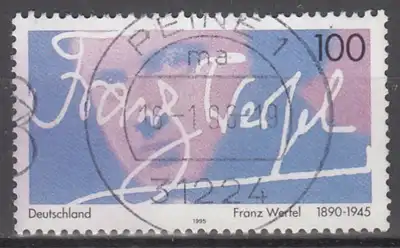 100
Franz Werfel
PEINE 1
ma
31224
Deutschland 1995 Franz Werfel 1890-1945